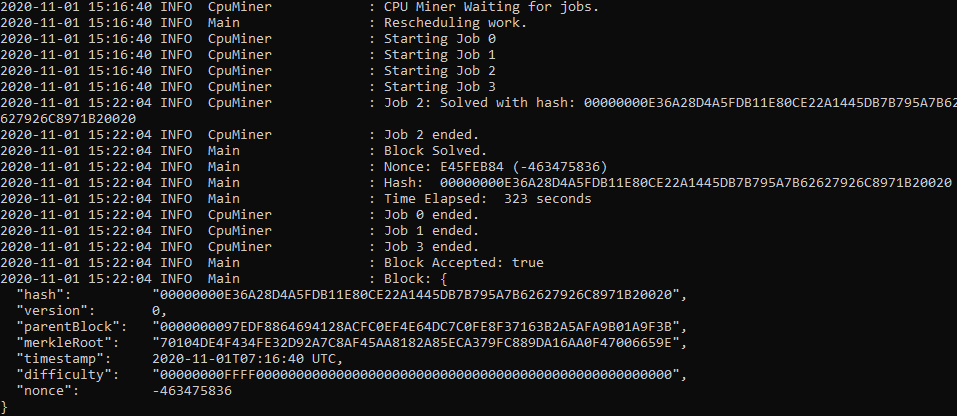 2020-11-01 15:16:40 INFO  CpuMiner            : CPU Miner Waiting for jobs.
2020-11-01 15:16:40 INFO  Main                : Rescheduling work.
2020-11-01 15:16:40 INFO  CpuMiner            : Starting Job 0
2020-11-01 15:16:40 INFO  CpuMiner            : Starting Job 1
2020-11-01 15:16:40 INFO  CpuMiner            : Starting Job 2
2020-11-01 15:16:40 INFO  CpuMiner            : Starting Job 3
2020-11-01 15:22:04 INFO  CpuMiner            : Job 2: Solved with hash: 00000000E36A28D4A5FDB11E80CE22A1445DB7B795A7B62
627926C8971B20020
2020-11-01 15:22:04 INFO  CpuMiner            : Job 2 ended.
2020-11-01 15:22:04 INFO  Main                : Block Solved.
2020-11-01 15:22:04 INFO  Main                : Nonce: E45FEB84 (-463475836)
2020-11-01 15:22:04 INFO  Main                : Hash:  00000000E36A28D4A5FDB11E80CE22A1445DB7B795A7B62627926C8971B20020
2020-11-01 15:22:04 INFO  Main                : Time Elapsed:  323 seconds
2020-11-01 15:22:04 INFO  CpuMiner            : Job 0 ended.
2020-11-01 15:22:04 INFO  CpuMiner            : Job 1 ended.
2020-11-01 15:22:04 INFO  CpuMiner            : Job 3 ended.
2020-11-01 15:22:04 INFO  Main                : Block Accepted: true
2020-11-01 15:22:04 INFO  Main                : Block: {
  "hash":          "00000000E36A28D4A5FDB11E80CE22A1445DB7B795A7B62627926C8971B20020",
  "version":       0,
  "parentBlock":   "0000000097EDF8864694128ACFC0EF4E64DC7C0FE8F37163B2A5AFA9B01A9F3B",
  "merkleRoot":    "70104DE4F434FE32D92A7C8AF45AA8182A85ECA379FC889DA16AA0F47006659E",
  "timestamp":     2020-11-01T07:16:40 UTC,
  "difficulty":    "00000000FFFF0000000000000000000000000000000000000000000000000000",
  "nonce":         -463475836
}